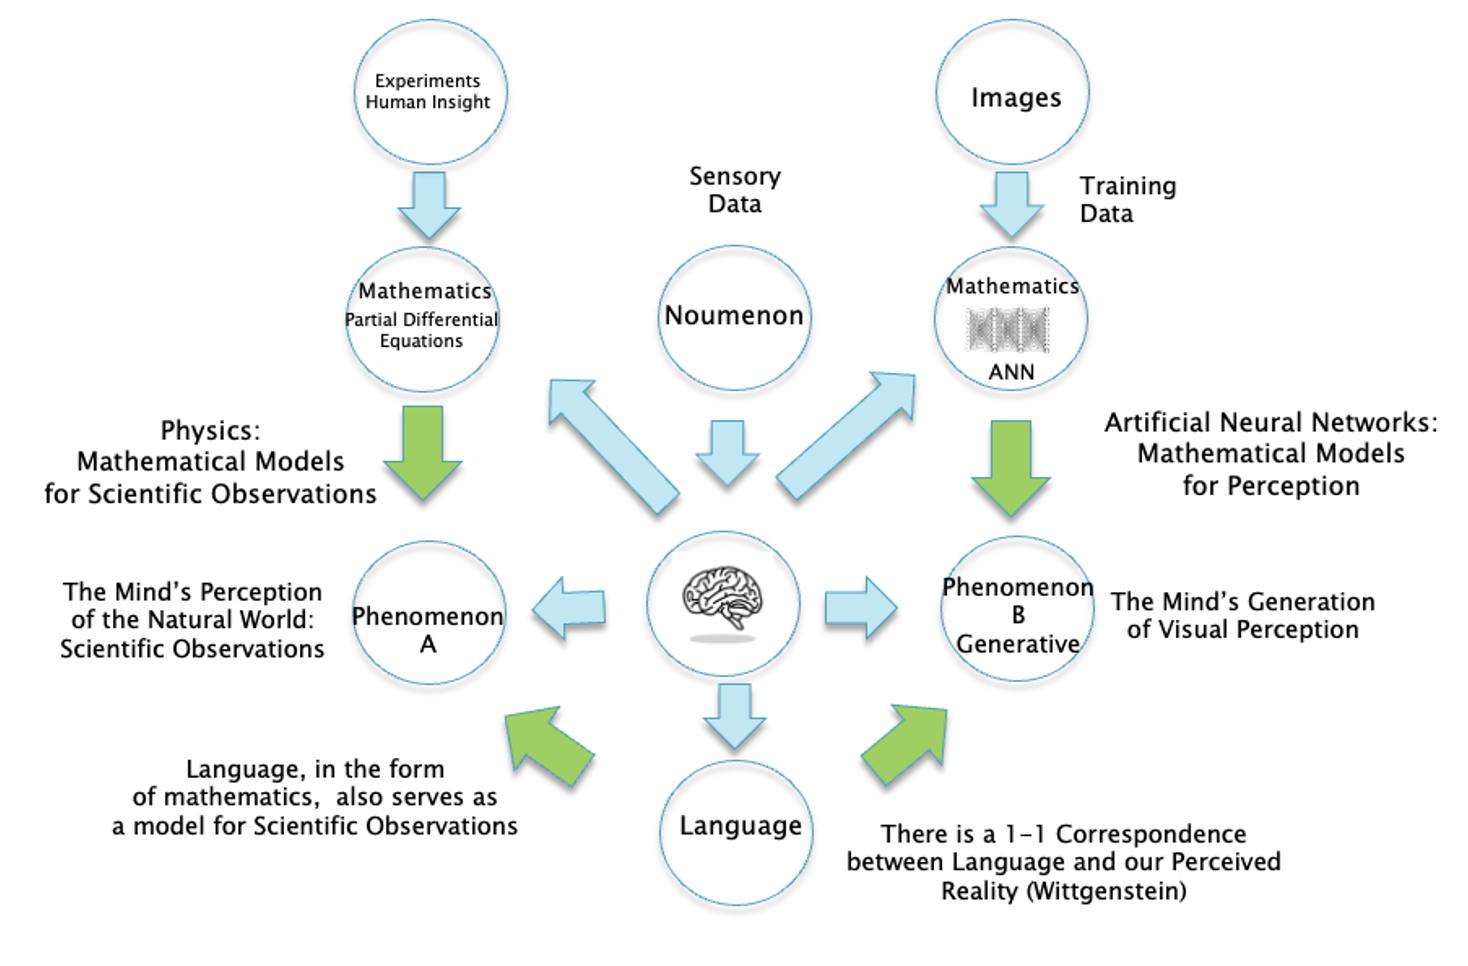 Experiments
Human Insight
Images
Sensory
Data
Training
Data
Mathematics
Partial Differential
Equations
Noumenon
Mathematics
ANN
Physics:
Mathematical Models
for Scientific Observations
Artificial Neural Networks:
Mathematical Models
for Perception
The Mind’s Perception
of the Natural World:
Scientific Observations
Phenomenon
A
Phenomenon
B
Generative
The Mind’s Generation
of Visual Perception
Language, in the form
of mathematics, also serves as
a model for Scientific Observations
Language
There is a 1-1 Correspondence
between Language and our Perceived
Reality (Wittgenstein)